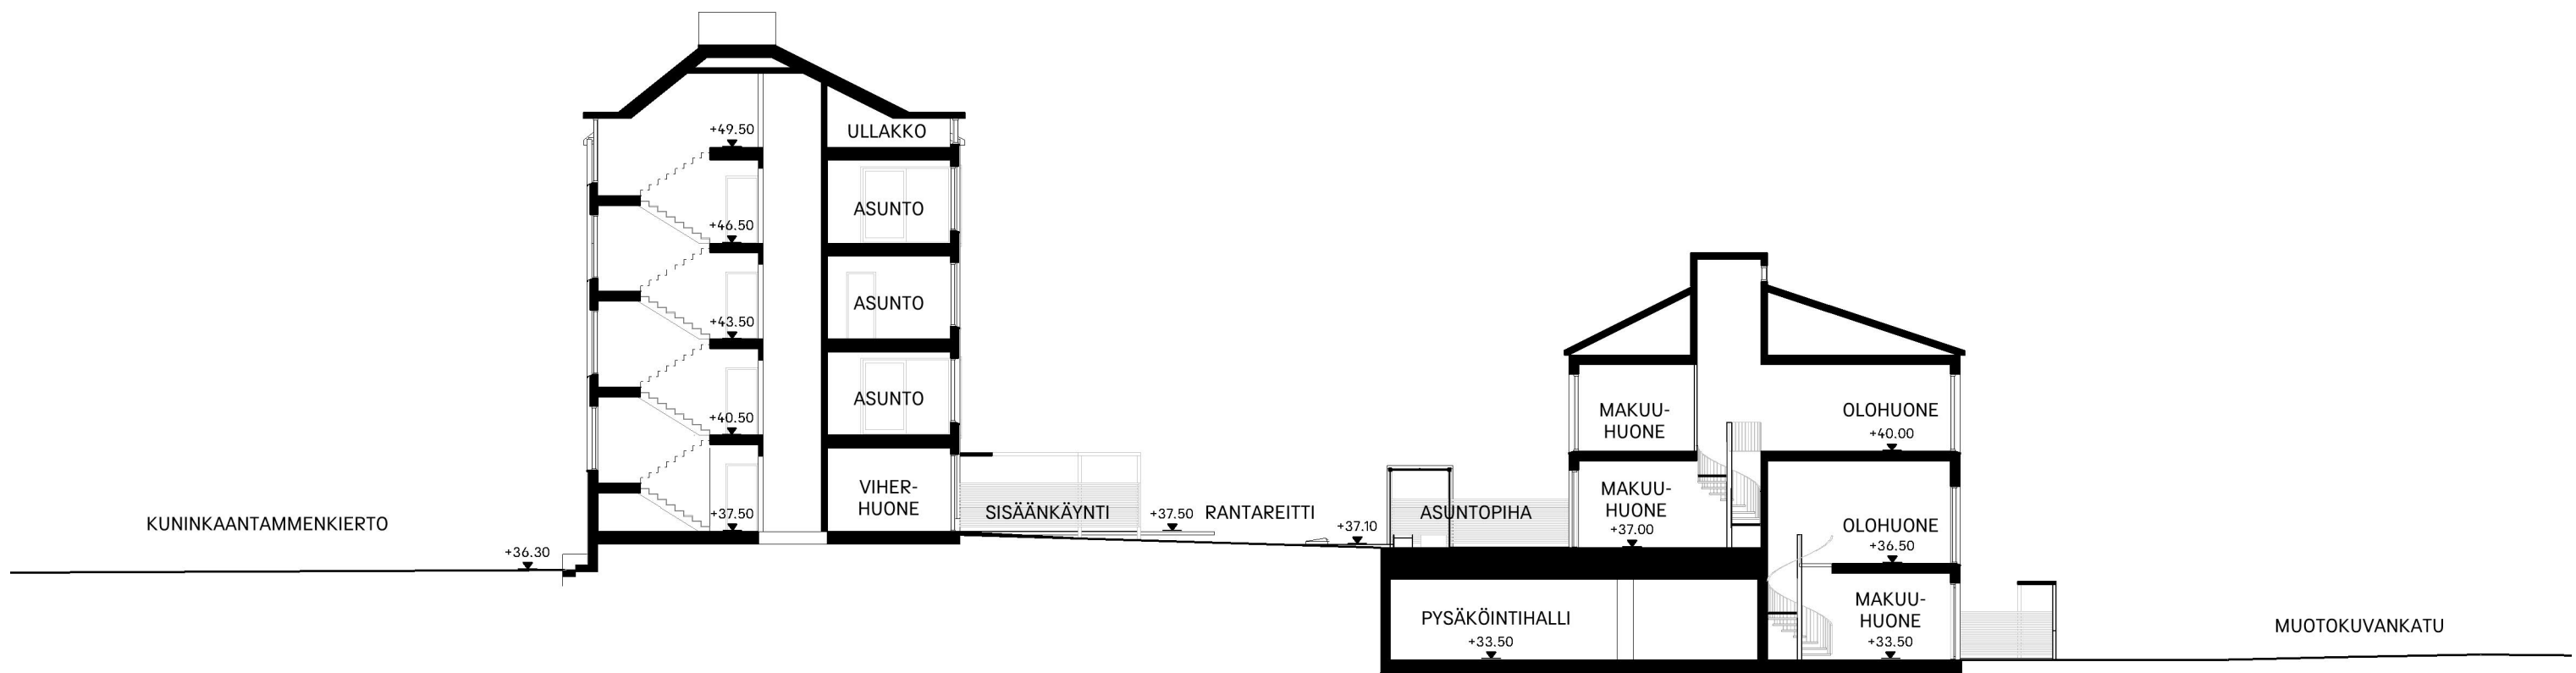 +49.50
ULLAKKO
ASUNTO
+46.50
ASUNTO
+43.50
ASUNTO
+40.50
VIHER-
HUONE
+37.50
KUNINKAANTAMMENKIERTO
+36.30
SISÄÄNKÄYNTI
+37.50
RANTAREITTI
+37.10
ASUNTOPIHA
MAKUU-
HUONE
OLOHUONE
+40.00
MAKUU-
HUONE
+37.00
OLOHUONE
+36.50
PYSÄKÖINTIHALLI
+33.50
MAKUU-
HUONE
+33.50
MUOTOKUVANKATU